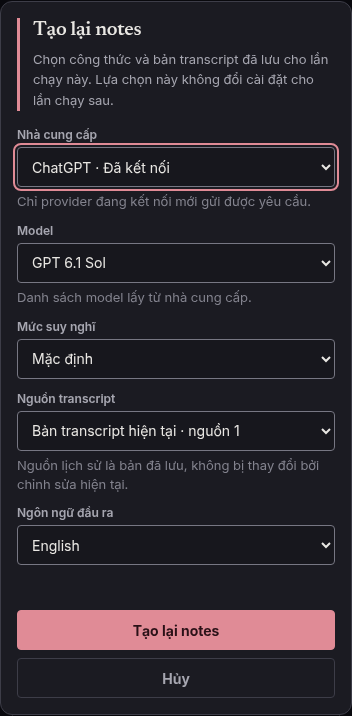 Tạo lại notes
Chọn công thức và bản transcript đã lưu cho lần
chạy này. Lựa chọn này không đổi cài đặt cho
lần chạy sau.
Nhà cung cấp
ChatGPT · Đã kết nối
Chỉ provider đang kết nối mới gửi được yêu cầu.
Model
GPT 6.1 Sol
Danh sách model lấy từ nhà cung cấp.
Mức suy nghĩ
Mặc định
Nguồn transcript
Bản transcript hiện tại · nguồn 1
Nguồn lịch sử là bản đã lưu, không bị thay đổi bởi
chỉnh sửa hiện tại.
Ngôn ngữ đầu ra
English
Tạo lại notes
Hủy